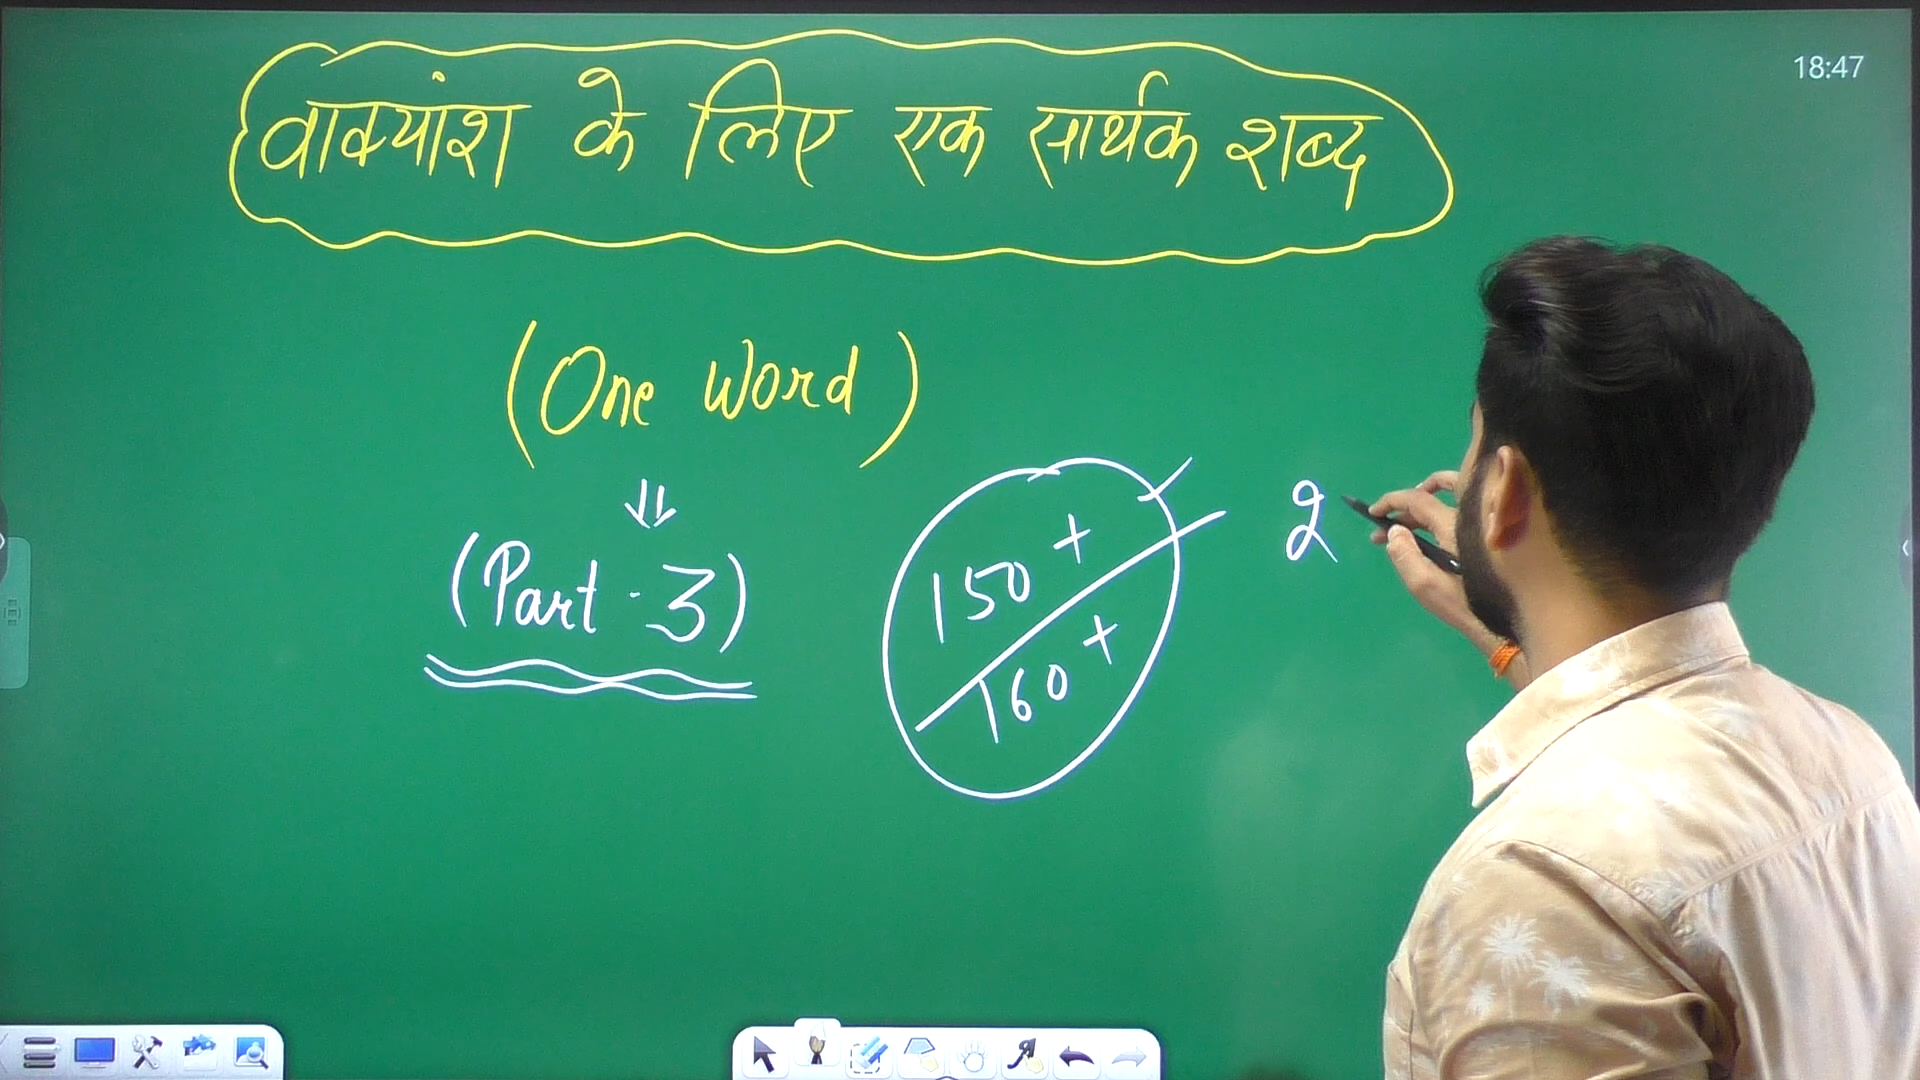 18:47
वाक्यांश के लिए एक सार्थक शब्द
(One Word)
(Part - 3)
150+
160+
2